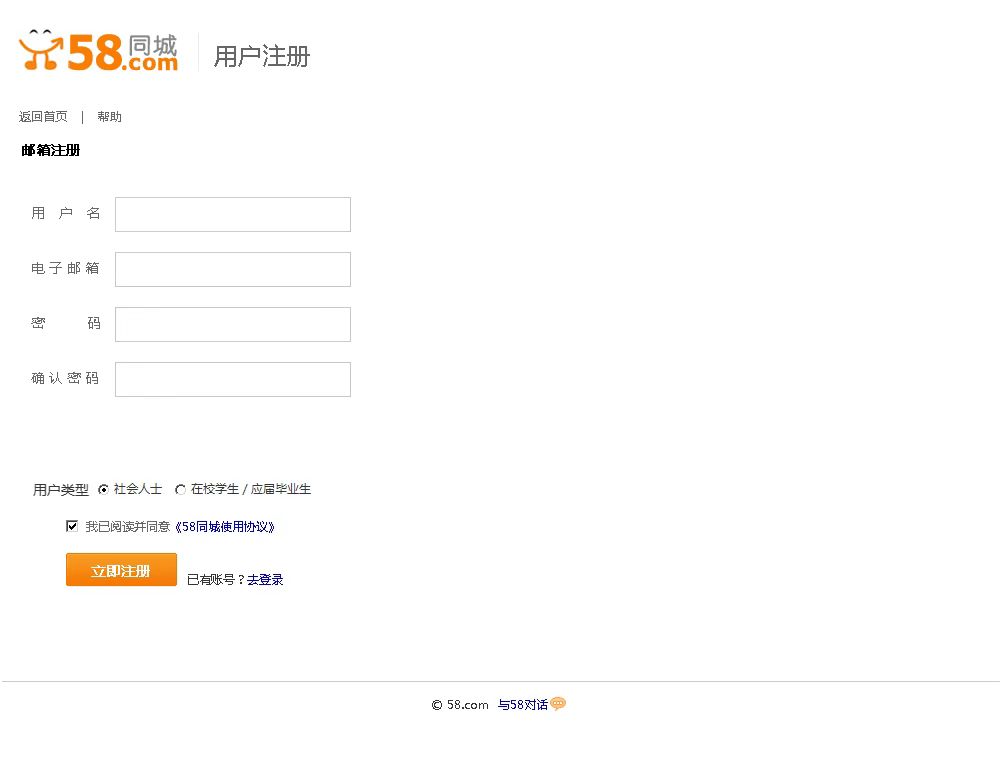 58同城.com 用户注册
返回首页 | 帮助
邮箱注册
用户名
电子邮箱
密码
确认密码
用户类型 社会人士 在校学生 / 应届毕业生
我已阅读并同意《58同城使用协议》
立即注册 已有账号？去登录
© 58.com 与58对话